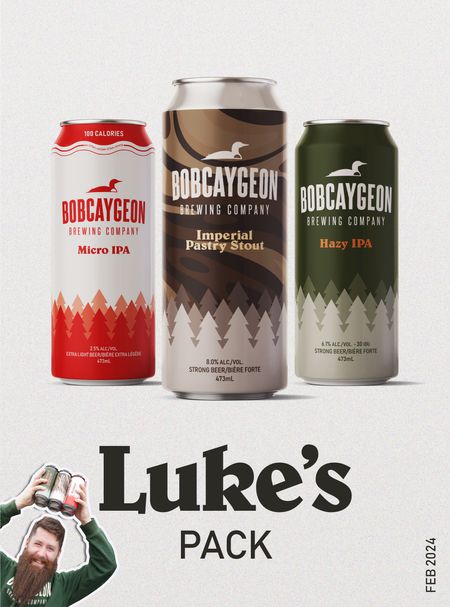 100 CALORIES
BOBCAYGEON
BREWING COMPANY
Micro IPA
2.5% ALC/VOL.
EXTRA LIGHT BEER/BIÈRE EXTRA LÉGÈRE
473mL
BOBCAYGEON
BREWING COMPANY
Imperial
Pastry Stout
8.0% ALC/VOL.
STRONG BEER/BIÈRE FORTE
473mL
BOBCAYGEON
BREWING COMPANY
Hazy IPA
6.1% ALC/VOL - 30 IBU
STRONG BEER/BIÈRE FORTE
473mL
Luke's
PACK
FEB 2024